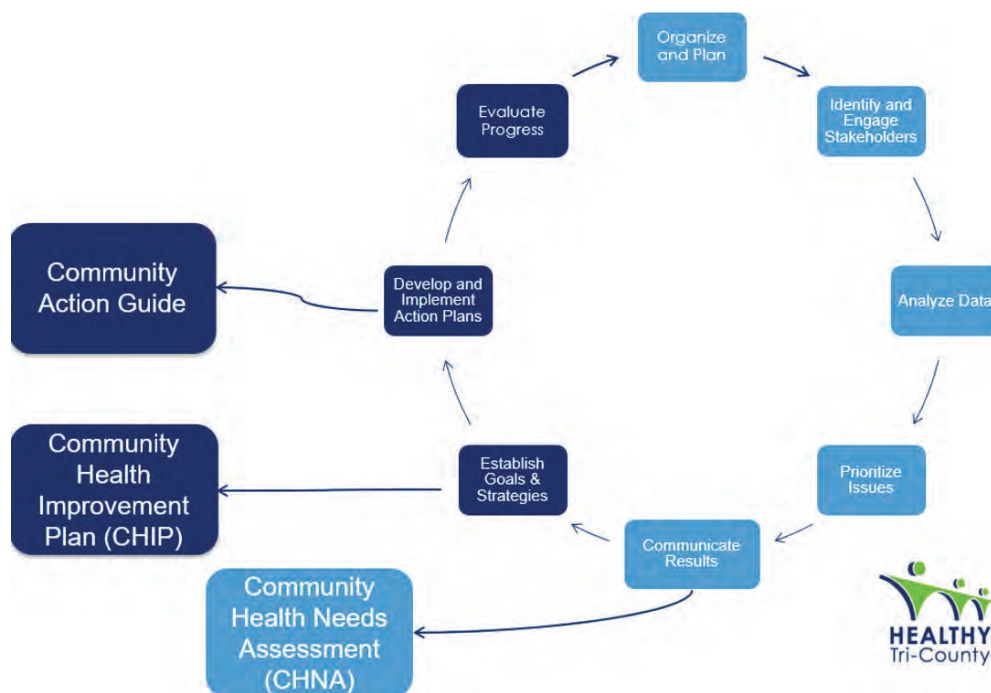 Organize
and Plan
Identify and
Engage
Stakeholders
Analyze Data
Prioritize
Issues
Communicate
Results
Establish
Goals &
Strategies
Develop and
Implement
Action Plans
Evaluate
Progress
Community
Action Guide
Community
Health
Improvement
Plan (CHIP)
Community
Health Needs
Assessment
(CHNA)
HEALTHY
Tri-County